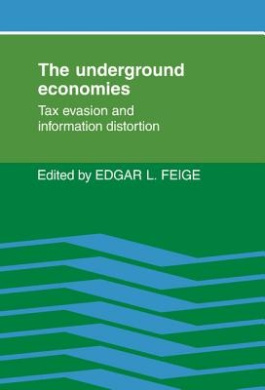 The underground
economies
Tax evasion and
information distortion
Edited by EDGAR L. FEIGE